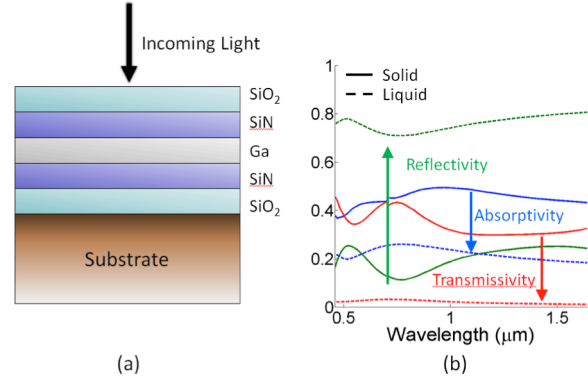 Incoming Light
SiO2
SiN
Ga
SiN
SiO2
Substrate
(a)
1
0.8
0.6
0.4
0.2
0
Solid
Liquid
Reflectivity
Absorptivity
Transmissivity
0.5
1
1.5
Wavelength (μm)
(b)